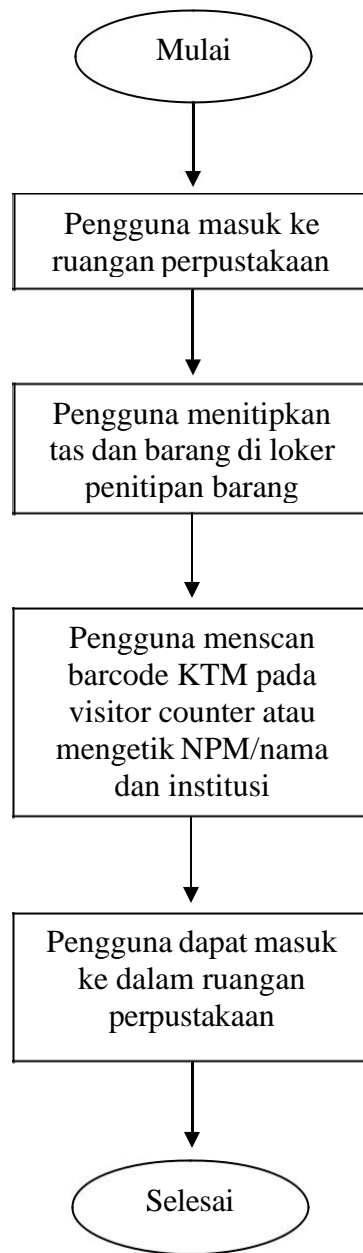 Mulai
Pengguna masuk ke
ruangan perpustakaan
Pengguna menitipkan
tas dan barang di loker
penitipan barang
Pengguna menscan
barcode KTM pada
visitor counter atau
mengetik NPM/nama
dan institusi
Pengguna dapat masuk
ke dalam ruangan
perpustakaan
Selesai